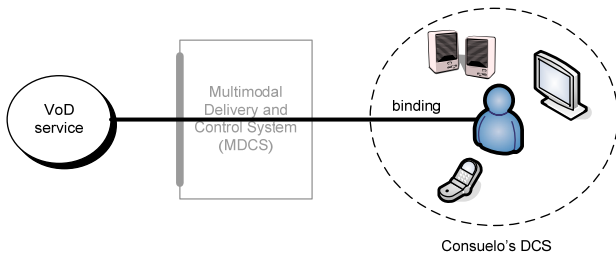 VoD
service
Multimodal
Delivery and
Control System
(MDCS)
binding
Consuelo's DCS